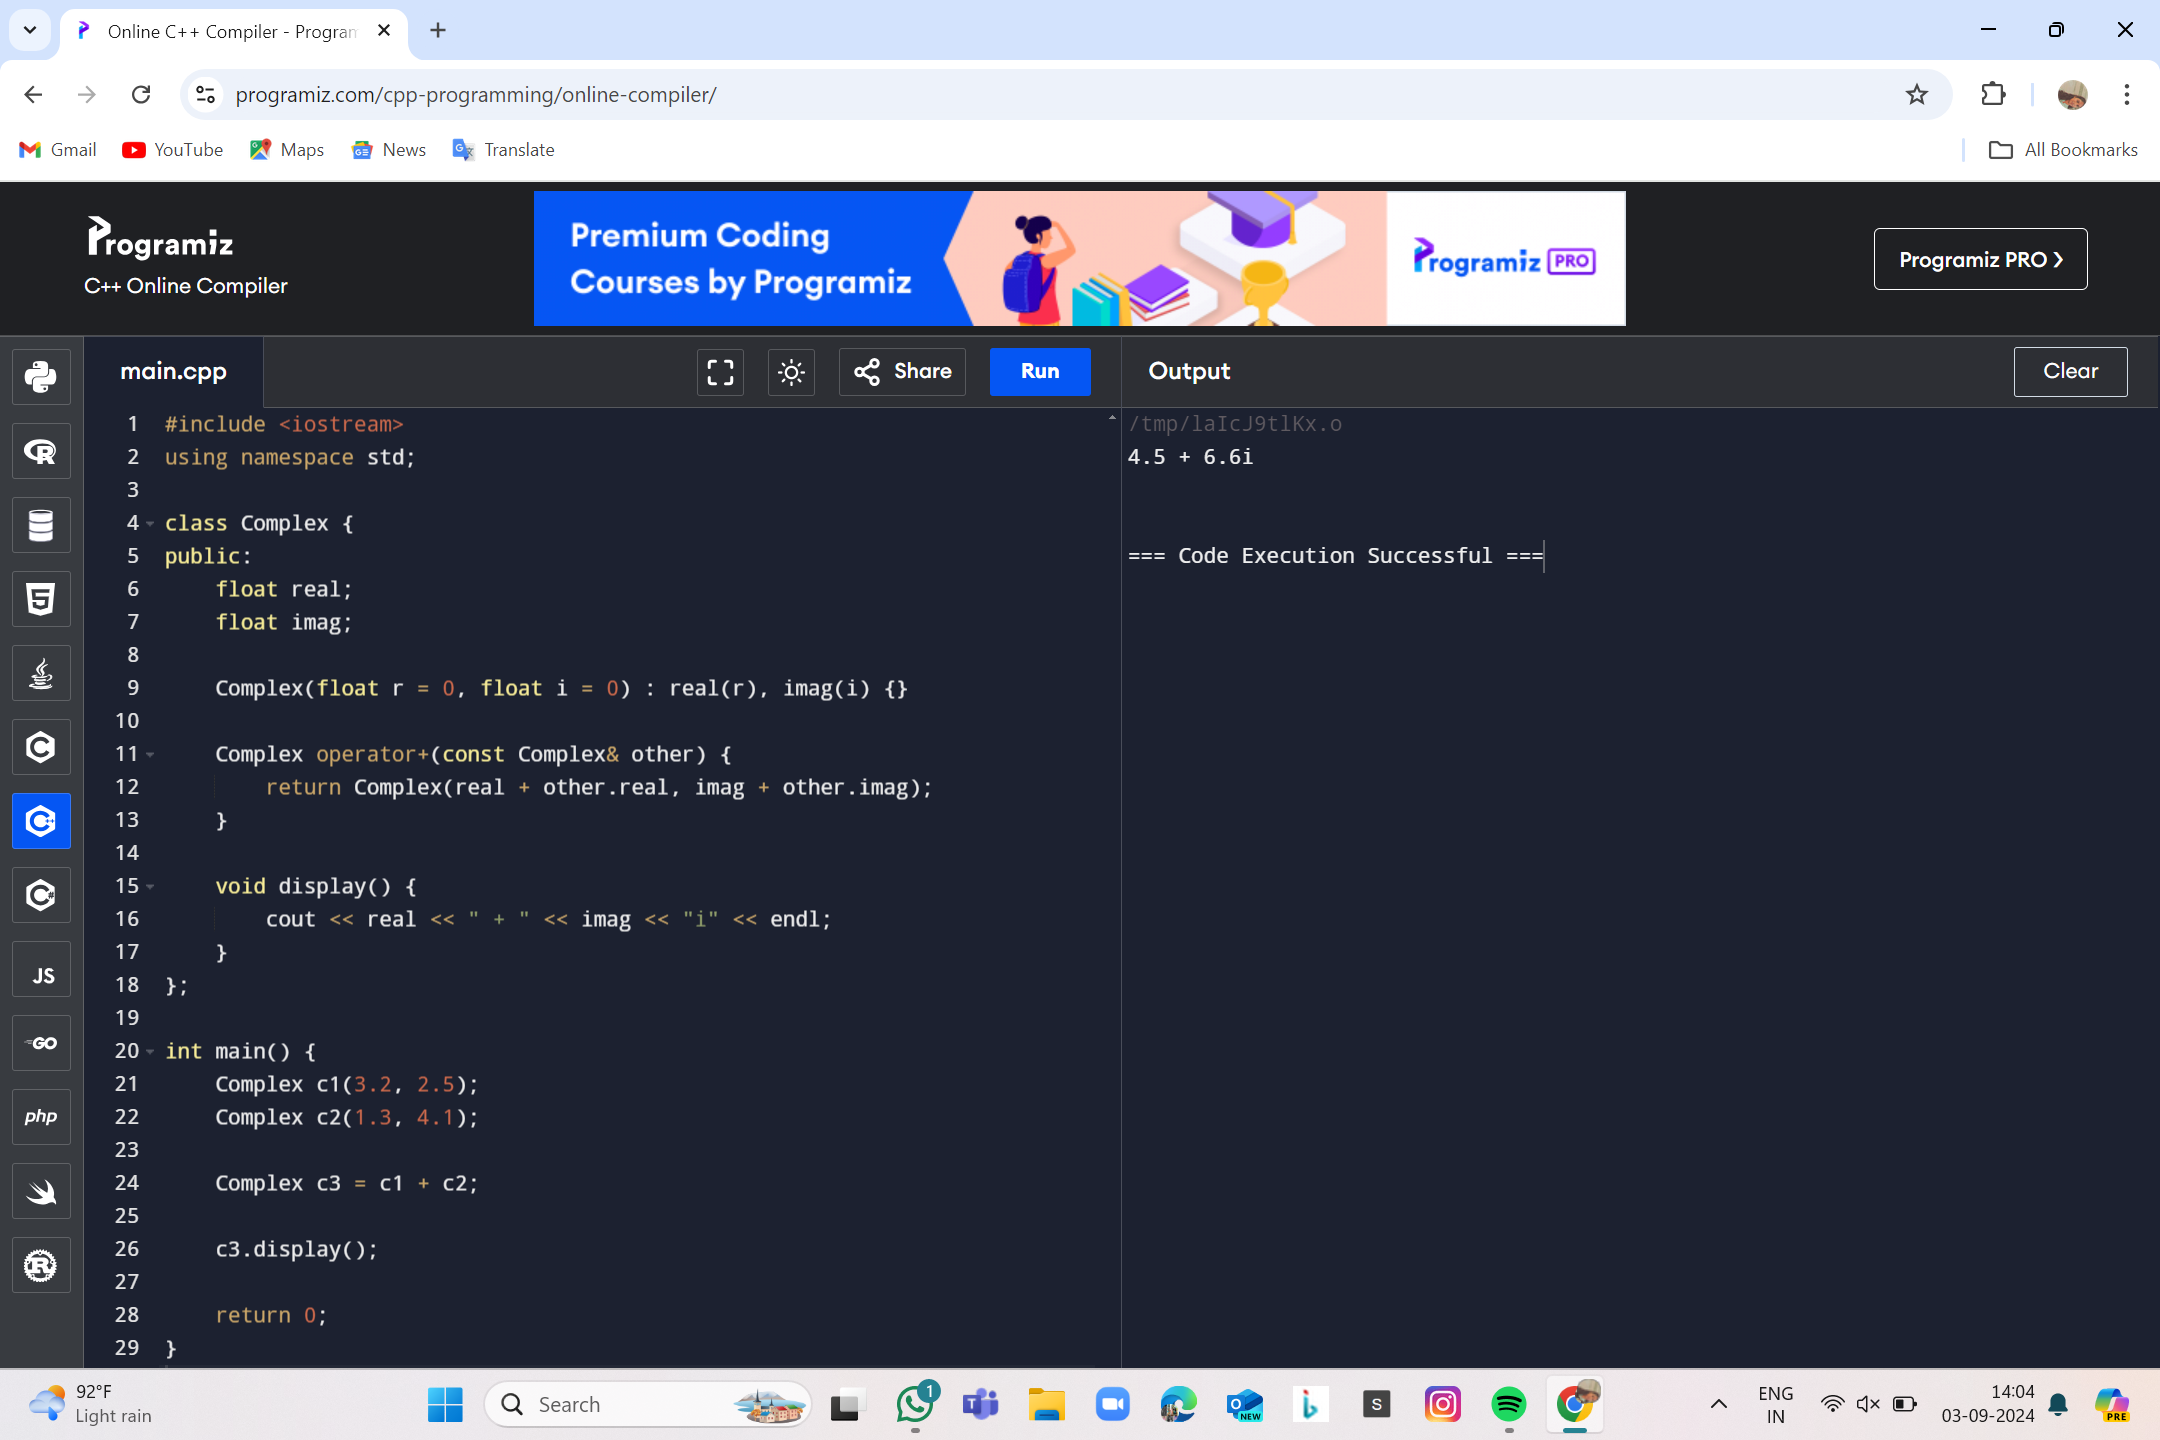 Online C++ Compiler - Program
programiz.com/cpp-programming/online-compiler/
Gmail YouTube Maps News Translate All Bookmarks
Programiz
C++ Online Compiler
Premium Coding
Courses by Programiz
Programiz PRO
Programiz PRO
main.cpp Share Run Output Clear
1 #include <iostream>
2 using namespace std;
3
4 class Complex {
5 public:
6     float real;
7     float imag;
8
9     Complex(float r = 0, float i = 0) : real(r), imag(i) {}
10
11     Complex operator+(const Complex& other) {
12         return Complex(real + other.real, imag + other.imag);
13     }
14
15     void display() {
16         cout << real << " + " << imag << "i" << endl;
17     }
18 };
19
20 int main() {
21     Complex c1(3.2, 2.5);
22     Complex c2(1.3, 4.1);
23
24     Complex c3 = c1 + c2;
25
26     c3.display();
27
28     return 0;
29 }
/tmp/laIcJ9tlKx.o
4.5 + 6.6i
=== Code Execution Successful ===
R
5
C
C
C
JS
GO
php
R
92°F
Light rain
Search
1
T
NEW
b
S
ENG
IN
14:04
03-09-2024
PRE